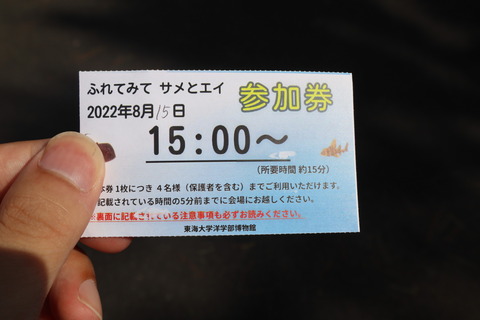 ふれてみて サメとエイ
参加券
2022年8月15日
15:00～
（所要時間 約15分）
本券1枚につき 4名様（保護者を含む）までご利用いただけます。
記載されている時間の5分前までに会場にお越しください。
※裏面に記載されている注意事項も必ずお読みください。
東海大学海洋学部博物館